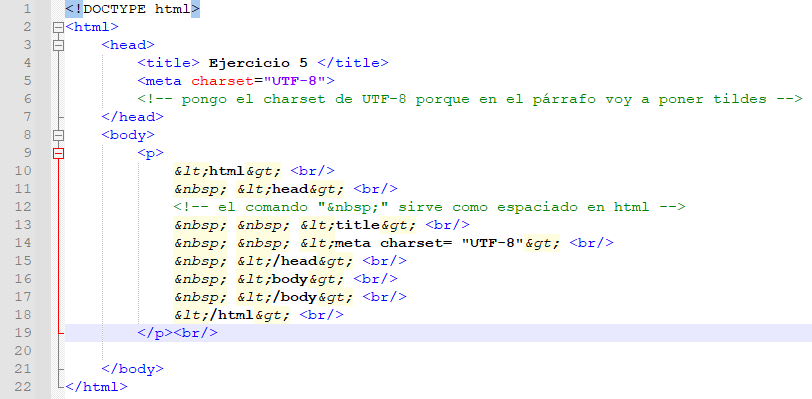 1 <!DOCTYPE html>
2 <html>
3 <head>
4 <title> Ejercicio 5 </title>
5 <meta charset="UTF-8">
6 <!-- pongo el charset de UTF-8 porque en el párrafo voy a poner tildes -->
7 </head>
8 <body>
9 <p>
10 &lt;html&gt; <br/>
11 &nbsp; &lt;head&gt; <br/>
12 <!-- el comando "&nbsp;" sirve como espaciado en html -->
13 &nbsp; &nbsp; &lt;title&gt; <br/>
14 &nbsp; &nbsp; &lt;meta charset= "UTF-8"&gt; <br/>
15 &nbsp; &lt;/head&gt; <br/>
16 &nbsp; &lt;body&gt; <br/>
17 &nbsp; &lt;/body&gt; <br/>
18 &lt;/html&gt; <br/>
19 </p><br/>
20
21 </body>
22 </html>